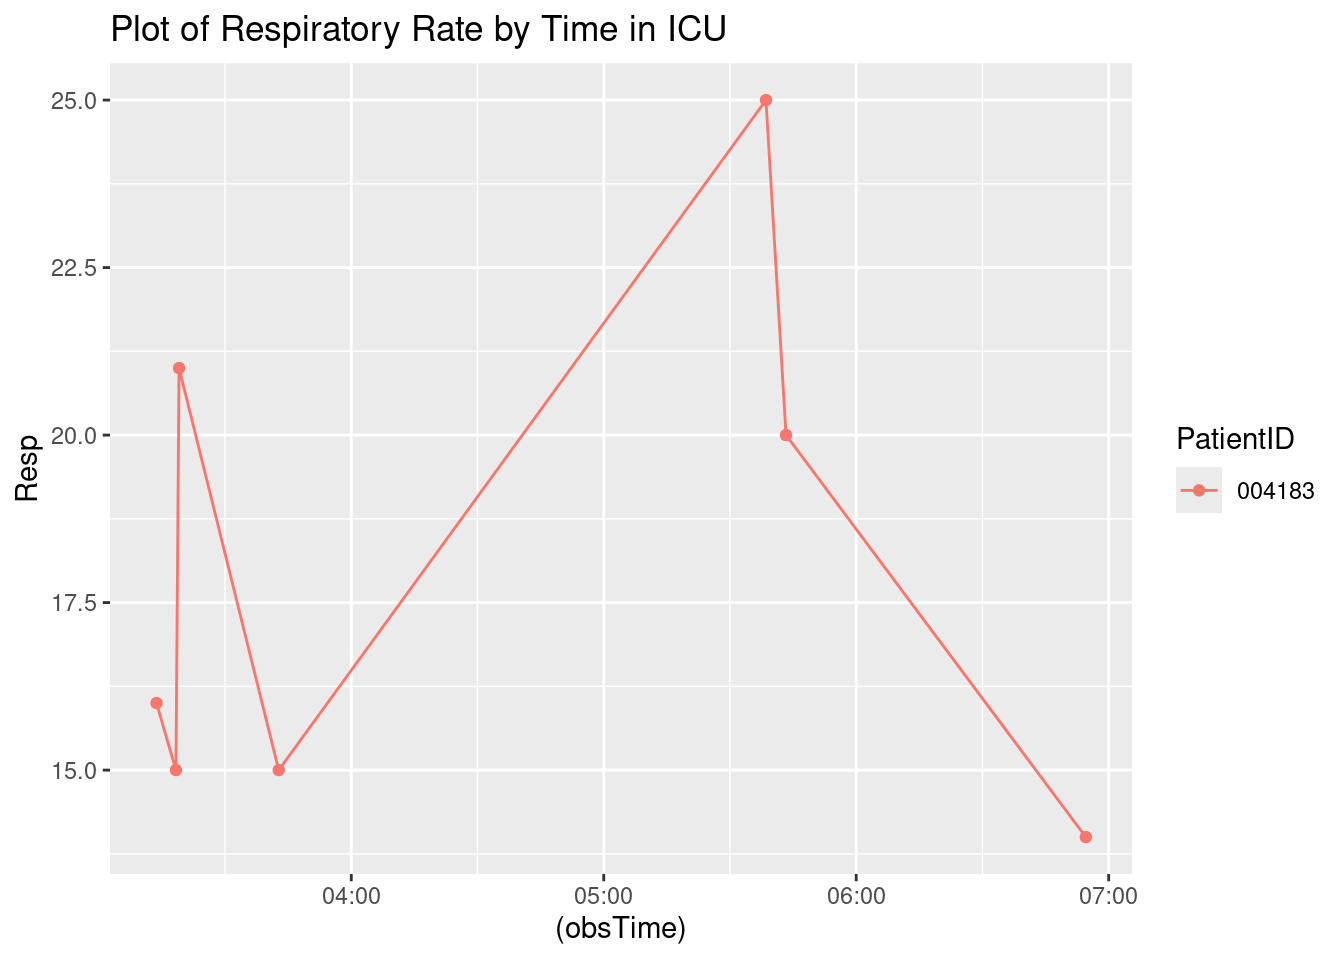 Plot of Respiratory Rate by Time in ICU
25.0
22.5
20.0
17.5
15.0
Resp
04:00
05:00
06:00
07:00
(obsTime)
PatientID
004183